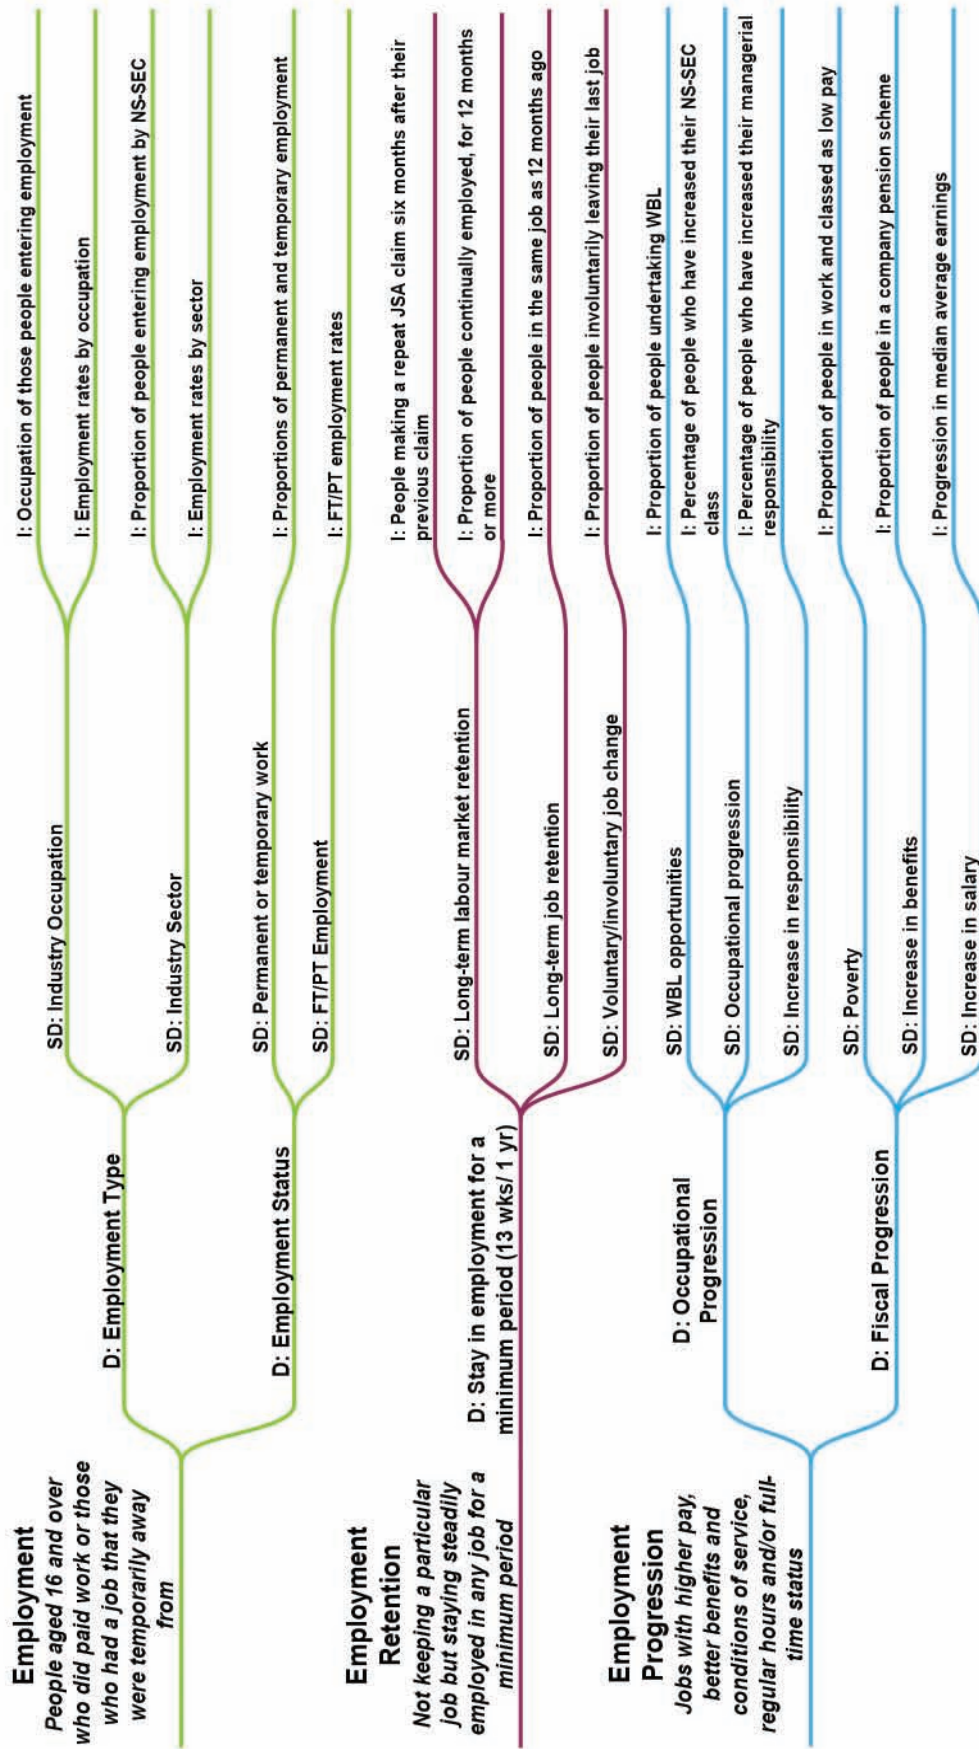 Employment
People aged 16 and over
who did paid work or those
who had a job that they
were temporarily away
from
D: Employment Type
SD: Industry Occupation
I: Occupation of those people entering employment
I: Employment rates by occupation
SD: Industry Sector
I: Proportion of people entering employment by NS-SEC
I: Employment rates by sector
D: Employment Status
SD: Permanent or temporary work
I: Proportions of permanent and temporary employment
SD: FT/PT Employment
I: FT/PT employment rates
Employment
Retention
Not keeping a particular
job but staying steadily
employed in any job for a
minimum period
D: Stay in employment for a
minimum period (13 wks/ 1 yr)
SD: Long-term labour market retention
I: People making a repeat JSA claim six months after their
previous claim
I: Proportion of people continually employed, for 12 months
or more
SD: Long-term job retention
I: Proportion of people in the same job as 12 months ago
SD: Voluntary/involuntary job change
I: Proportion of people involuntarily leaving their last job
Employment
Progression
Jobs with higher pay,
better benefits and
conditions of service,
regular hours and/or full-
time status
D: Occupational
Progression
SD: WBL opportunities
I: Proportion of people undertaking WBL
SD: Occupational progression
I: Percentage of people who have increased their NS-SEC
class
SD: Increase in responsibility
I: Percentage of people who have increased their managerial
responsibility
D: Fiscal Progression
SD: Poverty
I: Proportion of people in work and classed as low pay
SD: Increase in benefits
I: Proportion of people in a company pension scheme
SD: Increase in salary
I: Progression in median average earnings